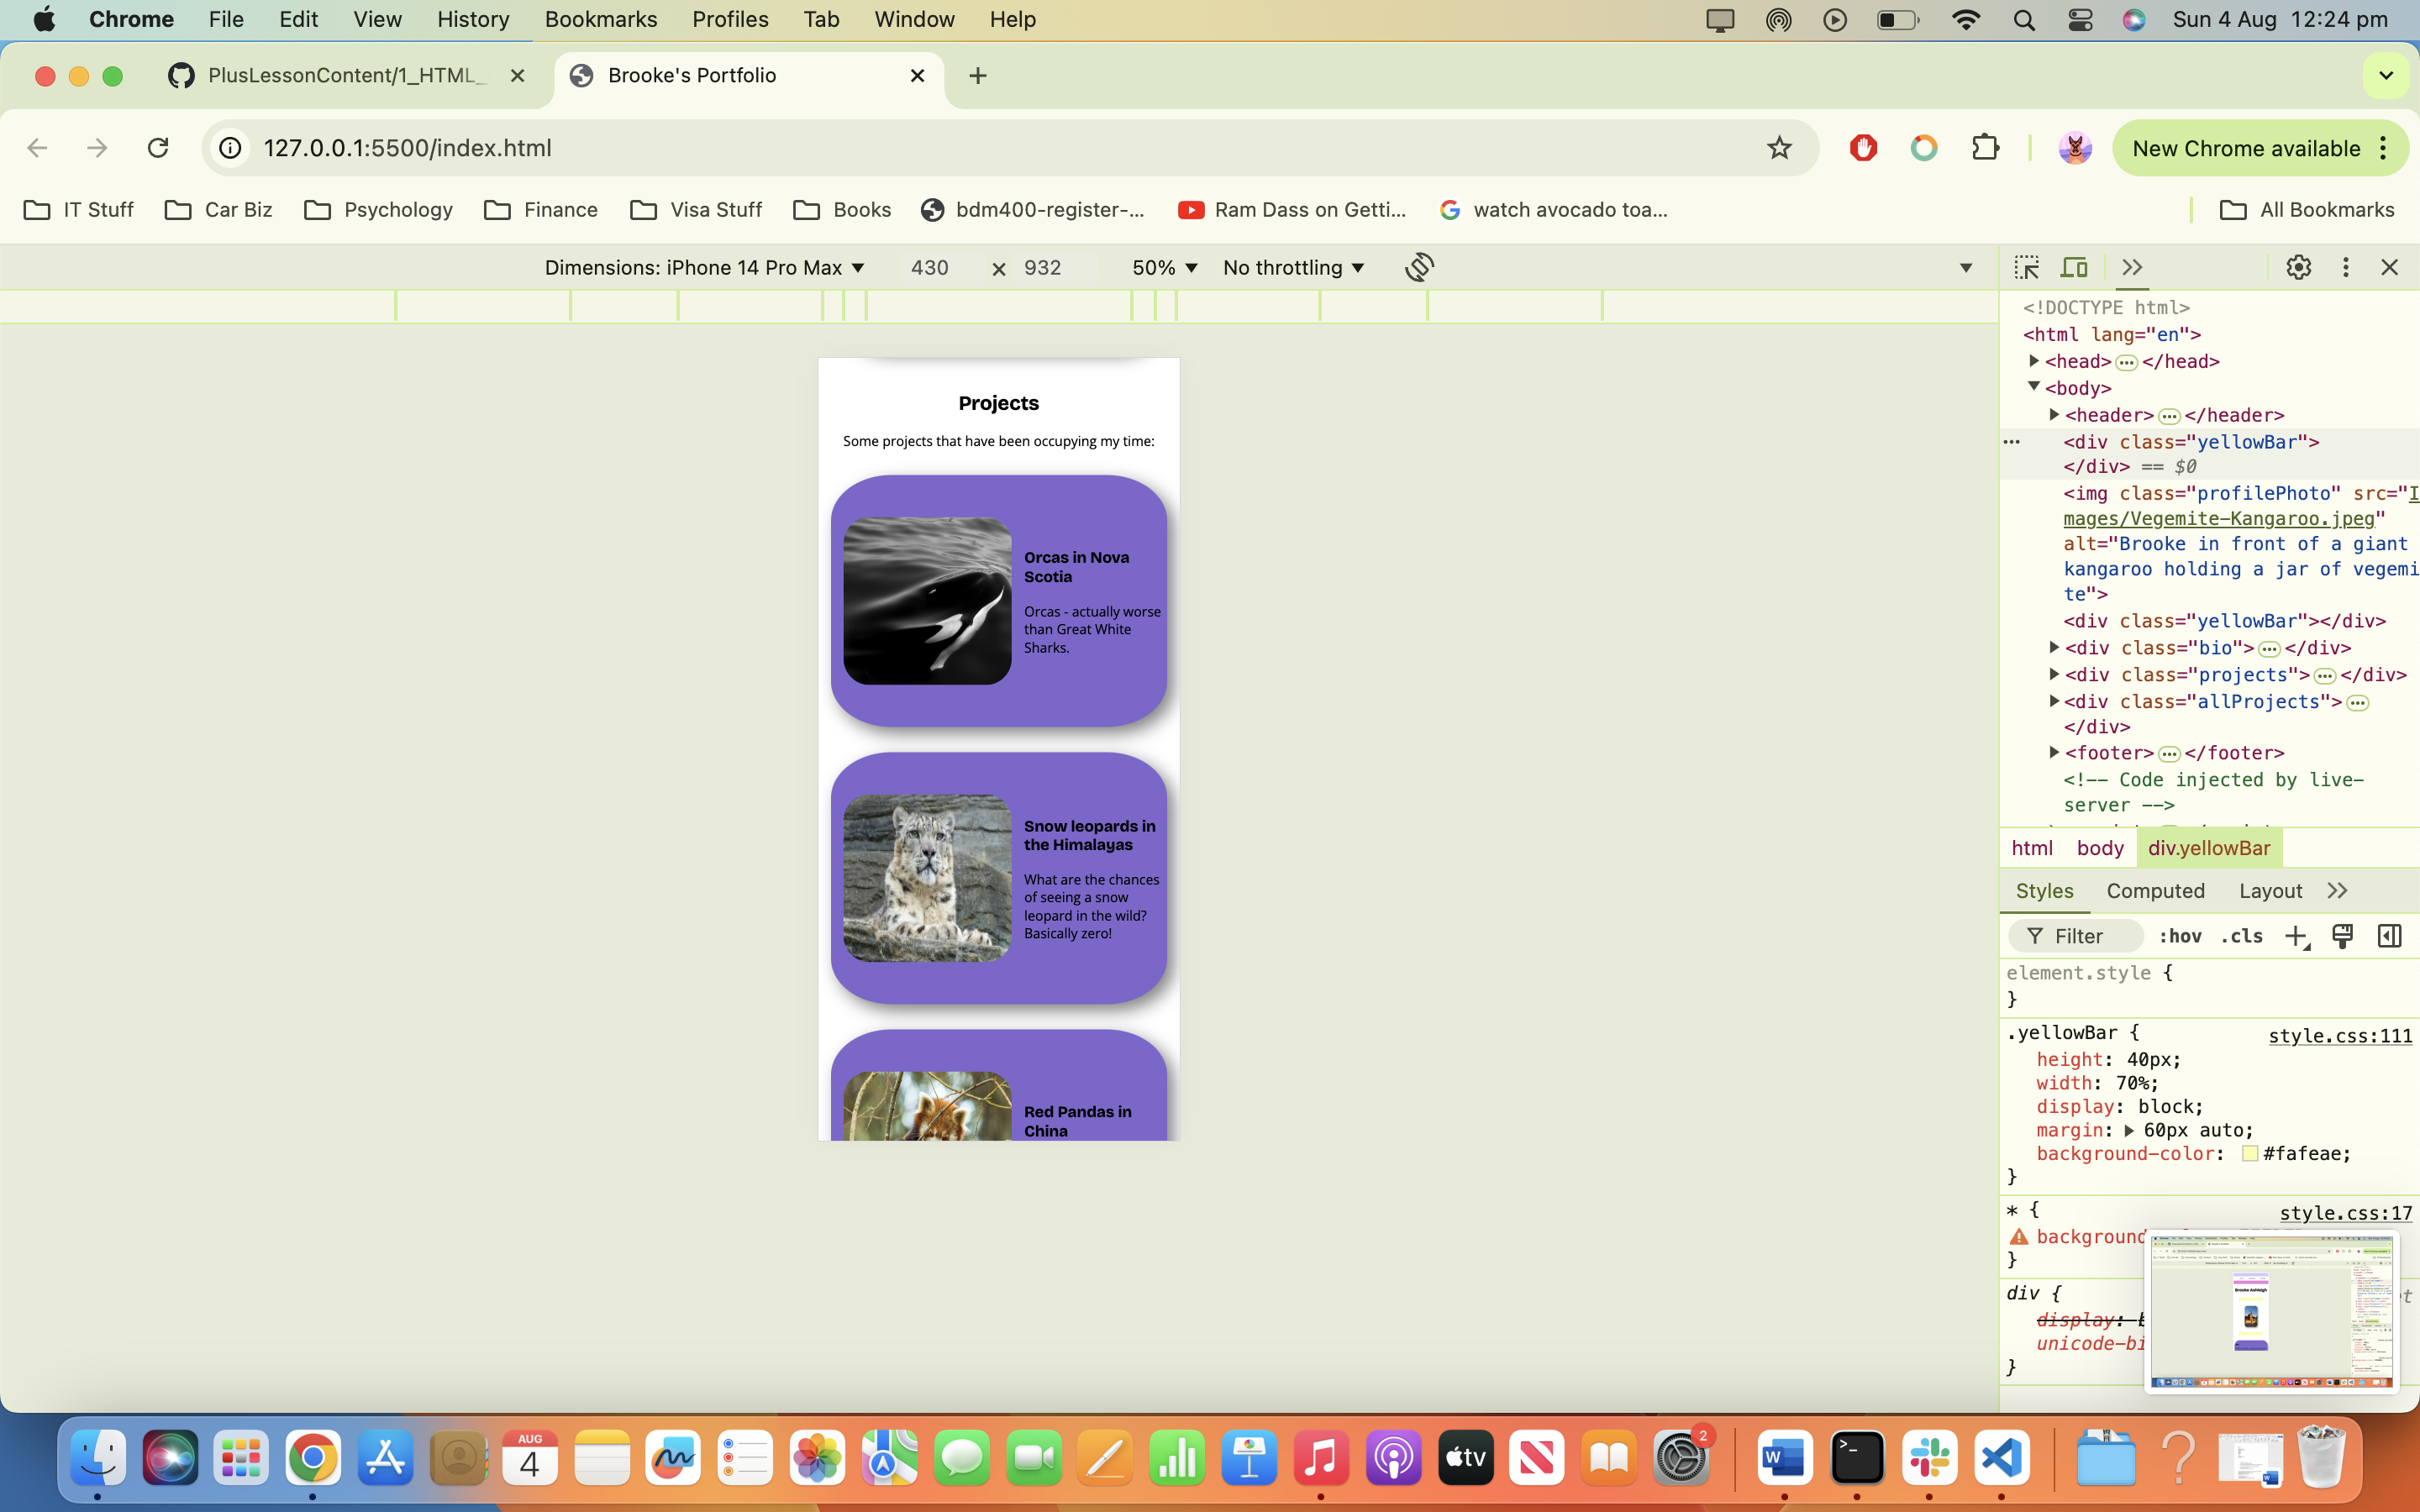 Chrome File Edit View History Bookmarks Profiles Tab Window Help Sun 4 Aug 12:24 pm
PlusLessonContent/1_HTML_ Brooke's Portfolio
127.0.0.1:5500/index.html New Chrome available
IT Stuff Car Biz Psychology Finance Visa Stuff Books bdm400-register-... Ram Dass on Getti... watch avocado toa... All Bookmarks
Dimensions: iPhone 14 Pro Max 430 × 932 50% No throttling
Projects
Some projects that have been occupying my time:
Orcas in Nova
Scotia
Orcas - actually worse
than Great White
Sharks.
Snow leopards in
the Himalayas
What are the chances
of seeing a snow
leopard in the wild?
Basically zero!
Red Pandas in
China
<!DOCTYPE html>
<html lang="en">
<head> ••• </head>
<body>
<header> ••• </header>
••• <div class="yellowBar">
</div> == $0
<img class="profilePhoto" src="I
mages/Vegemite-Kangaroo.jpeg"
alt="Brooke in front of a giant
kangaroo holding a jar of vegemi
te">
<div class="yellowBar"></div>
<div class="bio"> ••• </div>
<div class="projects"> ••• </div>
<div class="allProjects"> •••
</div>
<footer> ••• </footer>
<!-- Code injected by live-
server -->
html body div.yellowBar
Styles Computed Layout
Filter :hov .cls
element.style {
}
.yellowBar { style.css:111
height: 40px;
width: 70%;
display: block;
margin: 60px auto;
background-color: #fafeae;
}
* { style.css:17
background
}
div {
display:
unicode-bi
}
Brooke Ashleigh
AUG
4
tv
2
W